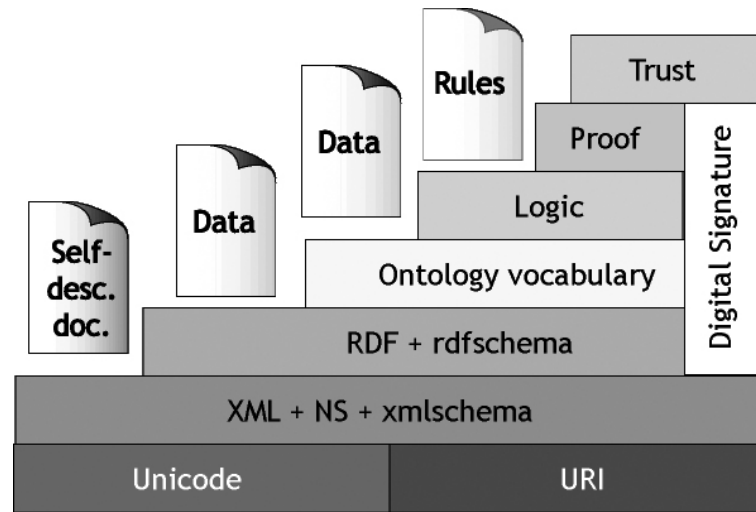 Rules
Trust
Data
Proof
Data
Logic
Self-
desc.
doc.
Ontology vocabulary
Digital Signature
RDF + rdfschema
XML + NS + xmlschema
Unicode
URI